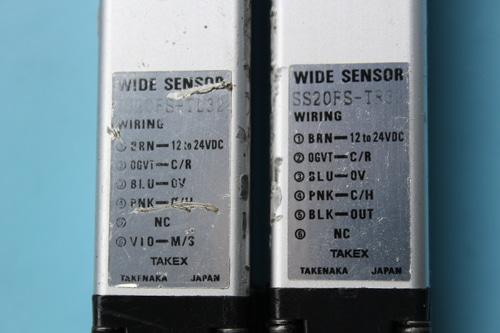 WIDE SENSOR
WIRING
① BRN—12 to 24VDC
② OGVT—C/R
③ BLU—0V
④ PNK—C/H
⑤ NC
⑥ VIO—M/S
TAKEX
TAKENAKA JAPAN
WIDE SENSOR
WIRING
① BRN—12 to 24VDC
② OGVT—C/R
③ BLU—0V
④ PNK—C/H
⑤ BLK—OUT
⑥ NC
TAKEX
TAKENAKA JAPAN